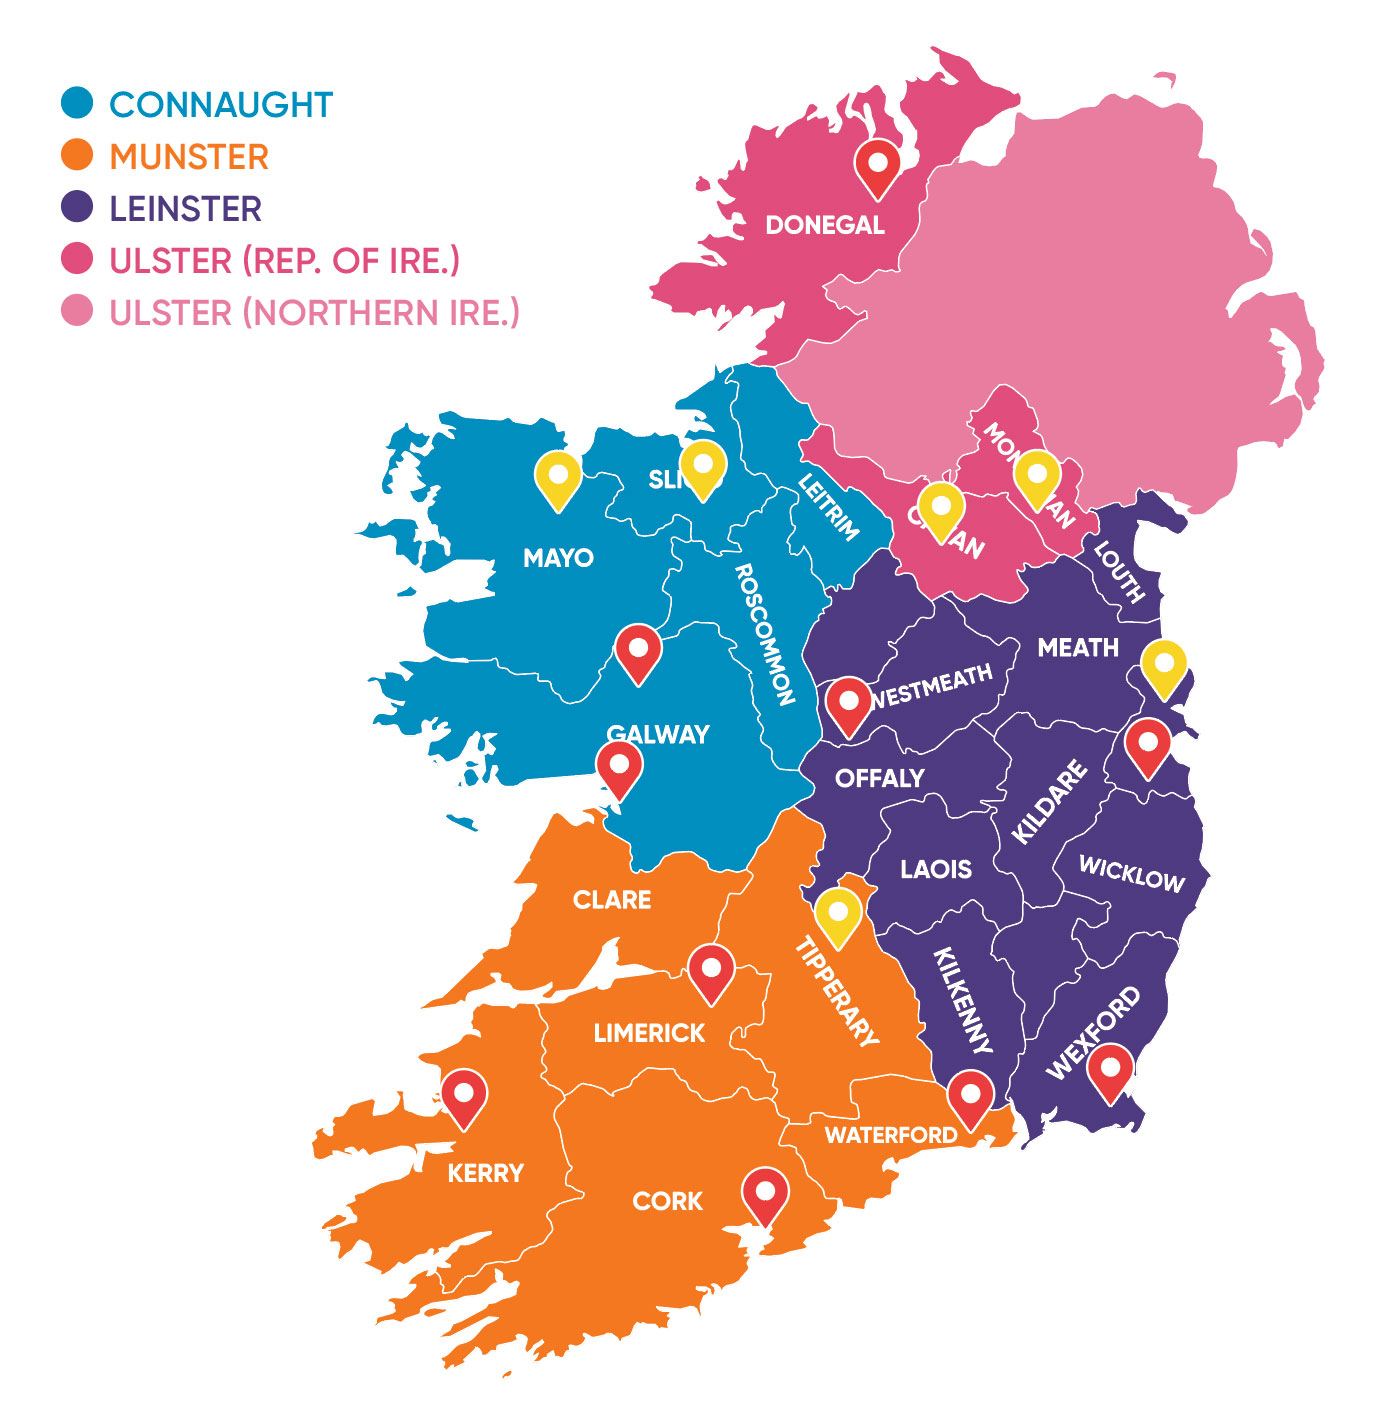 CONNAUGHT
MUNSTER
LEINSTER
ULSTER (REP. OF IRE.)
ULSTER (NORTHERN IRE.)
DONEGAL
LEITRIM
MAYO
LOUTH
ROSCOMMON
MEATH
WESTMEATH
GALWAY
OFFALY
KILDARE
LAOIS
WICKLOW
CLARE
TIPPERARY
KILKENNY
LIMERICK
WEXFORD
WATERFORD
KERRY
CORK